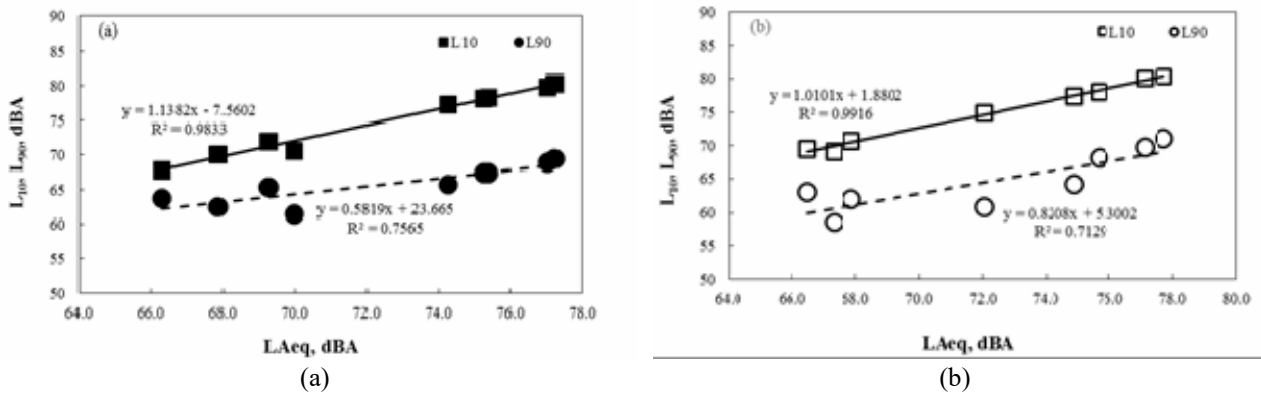 (a)
L10 L90
90
85
80
75
70
65
60
55
50
L₁₀, L₉₀, dBA
y = 1.1382x - 7.5602
R² = 0.9833
y = 0.5819x + 23.665
R² = 0.7565
64.0 66.0 68.0 70.0 72.0 74.0 76.0 78.0
LAeq, dBA
(a)
(b)
L10 L90
90
85
80
75
70
65
60
55
50
L₁₀, L₉₀, dBA
y = 1.0101x + 1.8802
R² = 0.9916
y = 0.8208x + 5.3002
R² = 0.7129
64.0 66.0 68.0 70.0 72.0 74.0 76.0 78.0 80.0
LAeq, dBA
(b)